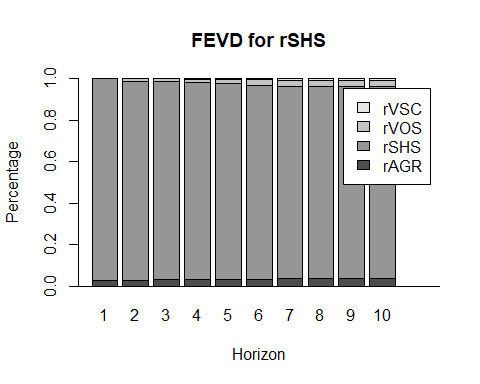 FEVD for rSHS
Percentage
1.0
0.8
0.6
0.4
0.2
0.0
rVSC
rVOS
rSHS
rAGR
1 2 3 4 5 6 7 8 9 10
Horizon